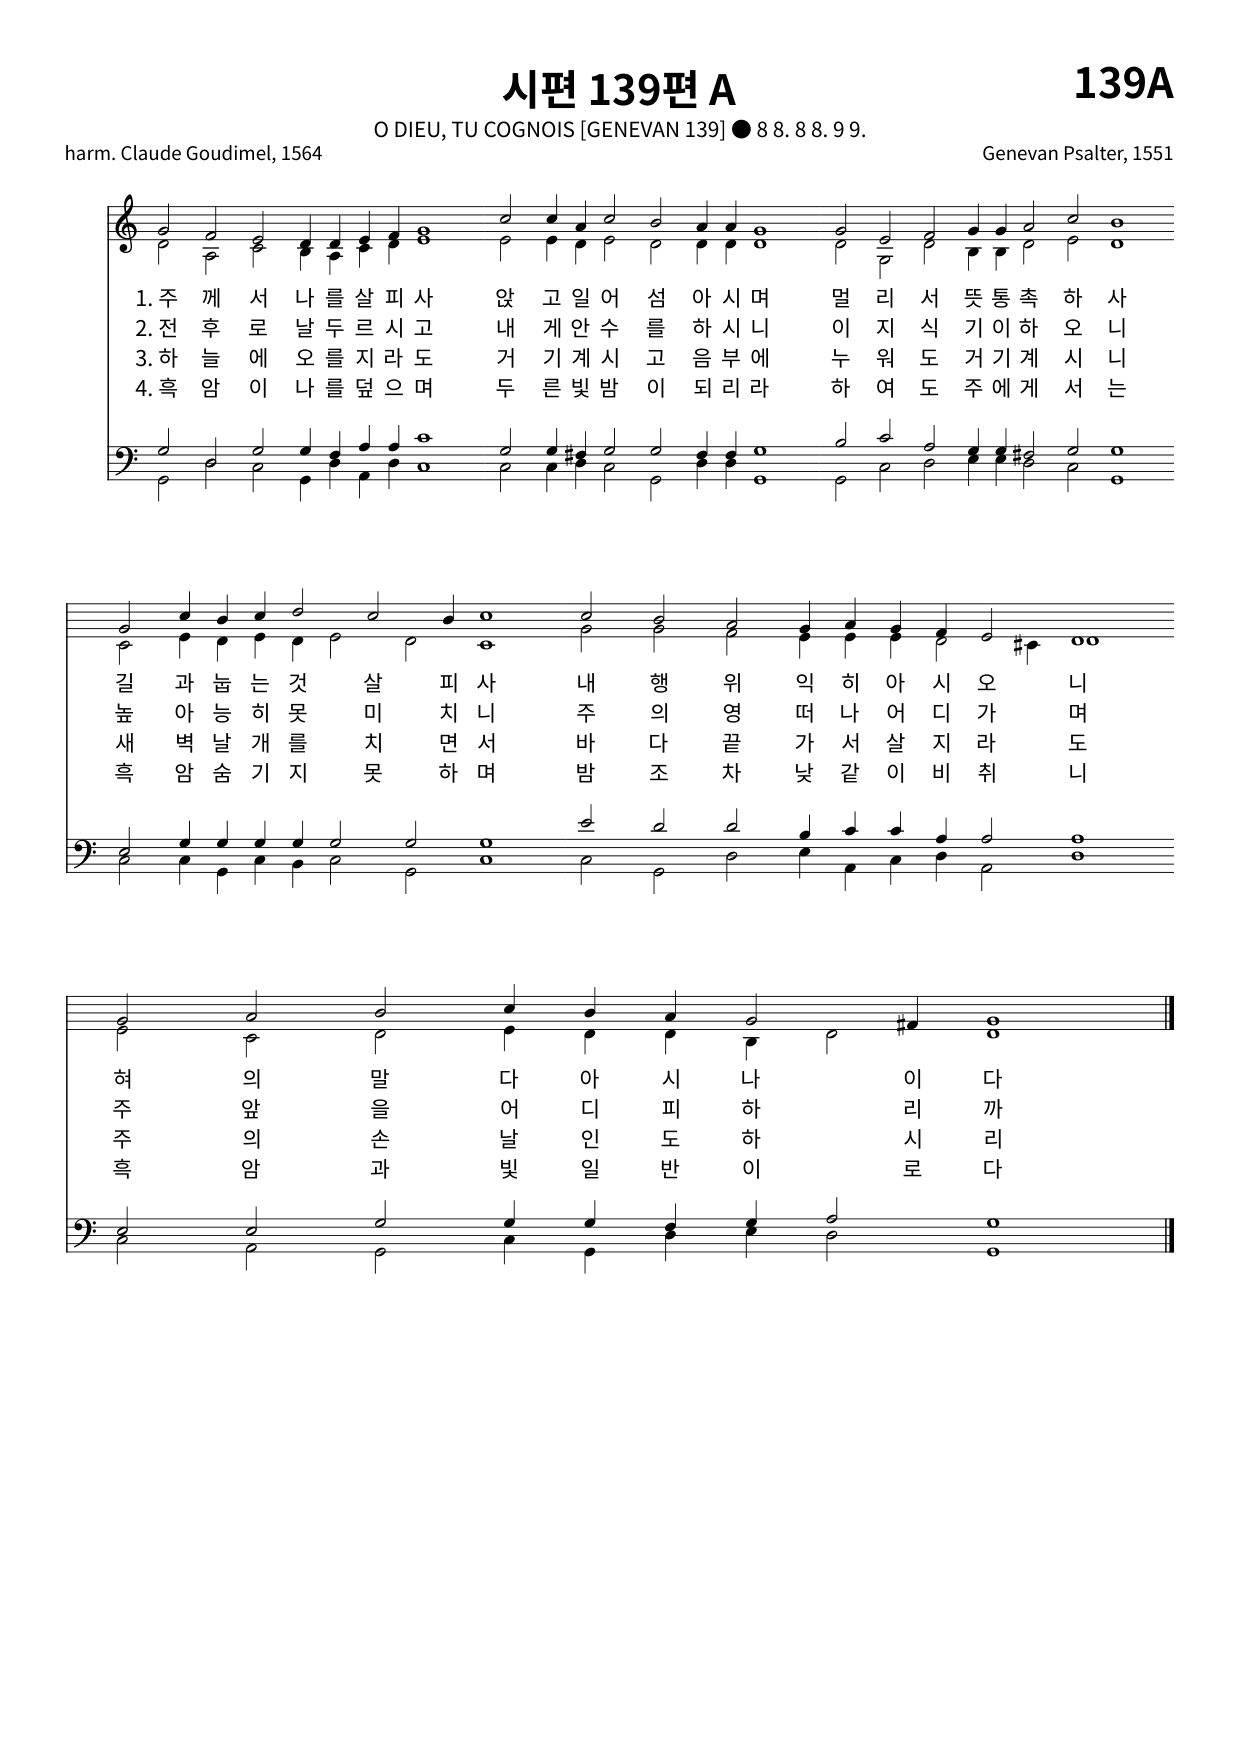 139A
시편 139편 A
O DIEU, TU COGNOIS [GENEVAN 139] ● 8 8. 8 8. 9 9.
harm. Claude Goudimel, 1564 Genevan Psalter, 1551
1. 주 께 서 나 를 살 피 사 앉 고 일 어 섬 아 시 며 멀 리 서 뜻 통 촉 하 사
2. 전 후 로 날 두 르 시 고 내 게 안 수 를 하 시 니 이 지 식 기 이 하 오 니
3. 하 늘 에 오 를 지 라 도 거 기 계 시 고 음 부 에 누 워 도 거 기 계 시 니
4. 흑 암 이 나 를 덮 으 며 두 른 빛 밤 이 되 리 라 하 여 도 주 에 게 서 는
길 과 눕 는 것 살 피 사 내 행 위 익 히 아 시 오 니
높 아 능 히 못 미 치 니 주 의 영 떠 나 어 디 가 며
새 벽 날 개 를 치 면 서 바 다 끝 가 서 살 지 라 도
흑 암 숨 기 지 못 하 며 밤 조 차 낮 같 이 비 취 니
혀 의 말 다 아 시 나 이 다
주 앞 을 어 디 피 하 리 까
주 의 손 날 인 도 하 시 리
흑 암 과 빛 일 반 이 로 다